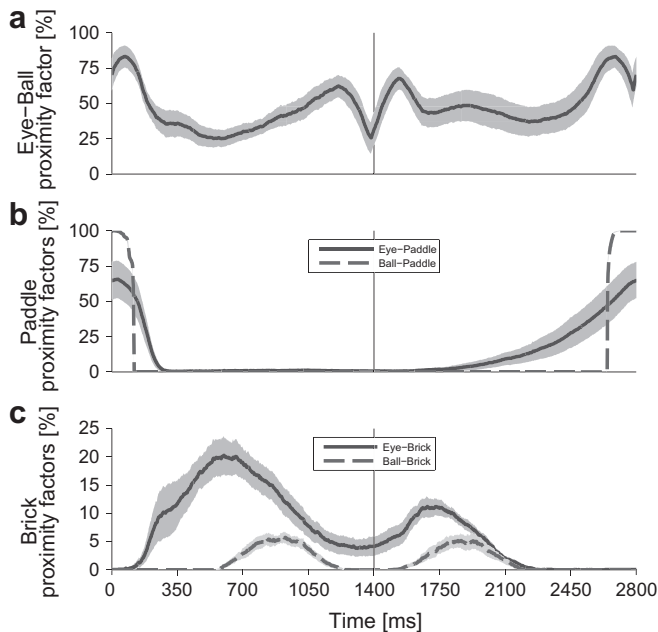 a
Eye−Ball
proximity factor [%]
100
75
50
25
0
b
Paddle
proximity factors [%]
100
75
50
25
0
Eye−Paddle
Ball−Paddle
c
Brick
proximity factors [%]
25
20
15
10
5
0
Eye−Brick
Ball−Brick
0 350 700 1050 1400 1750 2100 2450 2800
Time [ms]